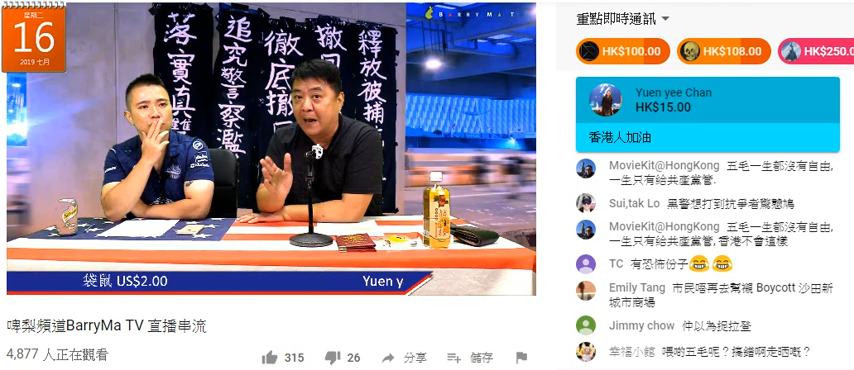 星期二
16
2019 七月
BARRYMA T
落實真雙
追究警察濫
徹底撤回
撤回
釋放被捕
袋鼠 US$2.00
Yuen y
啤梨頻道BarryMa TV 直播串流
4,877 人正在觀看
315
26
分享
儲存
重點即時通訊
HK$100.00
HK$108.00
HK$250.0
Yuen yee Chan
HK$15.00
香港人加油
MovieKit@HongKong 五毛一生都沒有自由,
一生只有給共產黨管.
Sui,tak Lo 黑警想打到抗爭者驚戇鳩
MovieKit@HongKong 五毛一生都沒有自由,
一生只有給共產黨管, 香港不會這樣
TC 有恐怖份子😂 😂
Emily Tang 市民唔再去幫襯 Boycott 沙田新
城市商場
Jimmy chow 仲以為捉拉登
幸福小館 喂啲五毛呢？搞錯啊走晒嘅？